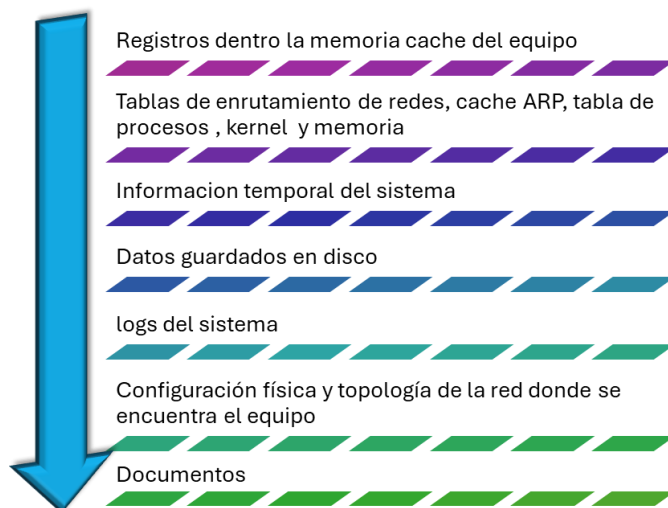 Registros dentro la memoria cache del equipo
Tablas de enrutamiento de redes, cache ARP, tabla de
procesos , kernel y memoria
Informacion temporal del sistema
Datos guardados en disco
logs del sistema
Configuración física y topología de la red donde se
encuentra el equipo
Documentos